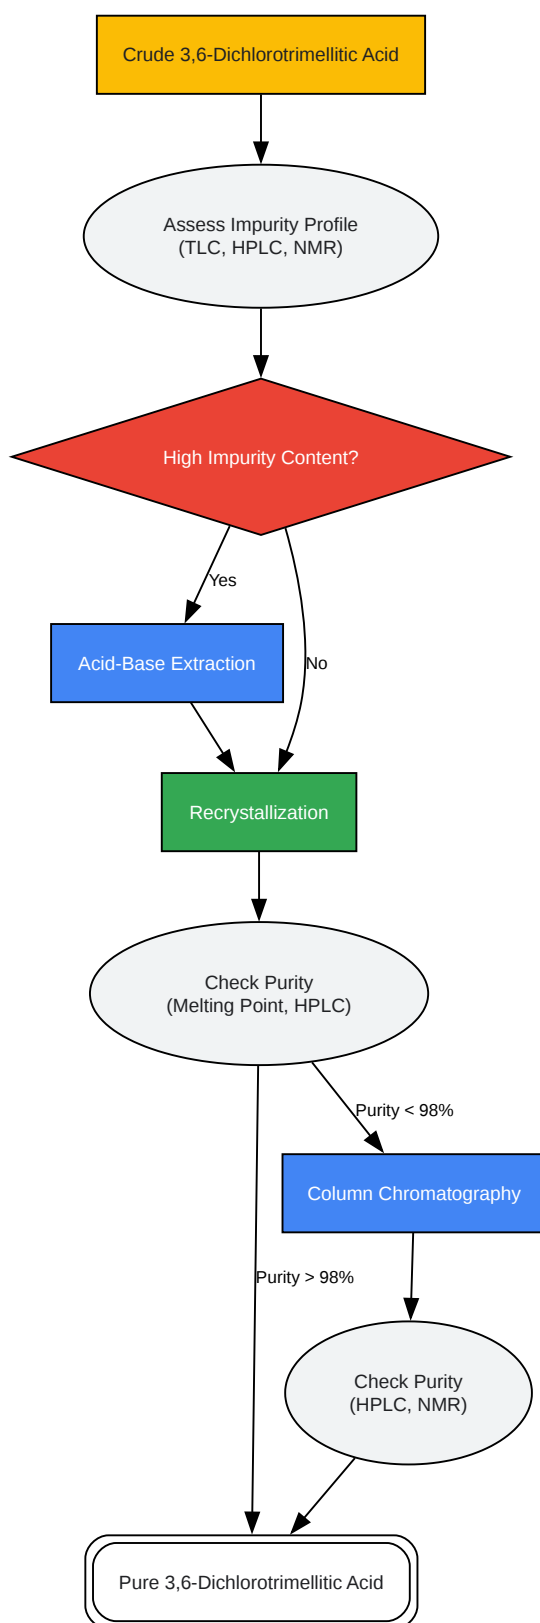 Crude 3,6-Dichlorotrimellitic Acid
Assess Impurity Profile
(TLC, HPLC, NMR)
High Impurity Content?
Yes
Acid-Base Extraction
No
Recrystallization
Check Purity
(Melting Point, HPLC)
Purity < 98%
Column Chromatography
Purity > 98%
Check Purity
(HPLC, NMR)
Pure 3,6-Dichlorotrimellitic Acid